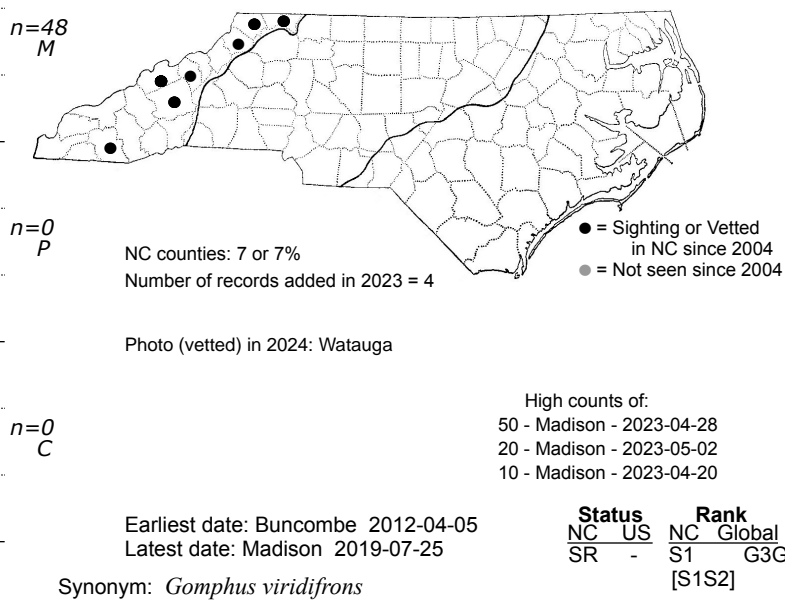 n=48
M
● = Sighting or Vetted
in NC since 2004
● = Not seen since 2004
n=0
P
NC counties: 7 or 7%
Number of records added in 2023 = 4
Photo (vetted) in 2024: Watauga
High counts of:
50 - Madison - 2023-04-28
20 - Madison - 2023-05-02
10 - Madison - 2023-04-20
n=0
C
Earliest date: Buncombe 2012-04-05
Latest date: Madison 2019-07-25
Status Rank
NC US NC Global
SR - S1 G3G
[S1S2]
Synonym: Gomphus viridifrons